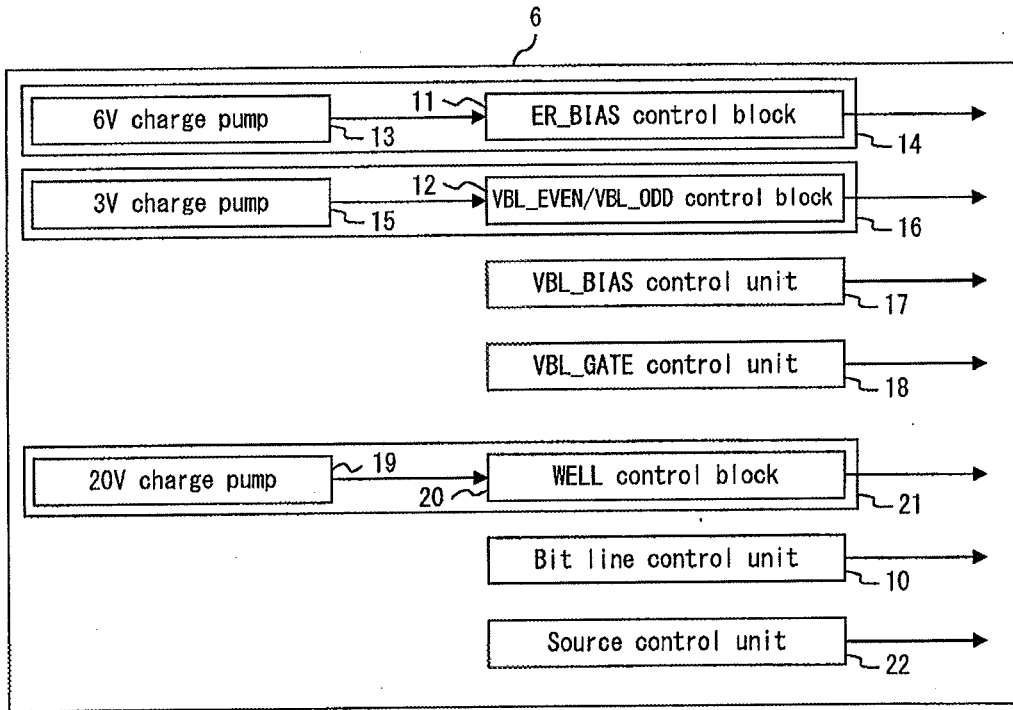 6
6V charge pump
11
ER_BIAS control block
13
14
3V charge pump
12
VBL_EVEN/VBL_ODD control block
15
16
VBL_BIAS control unit
17
VBL_GATE control unit
18
20V charge pump
19
WELL control block
20
21
Bit line control unit
10
Source control unit
22